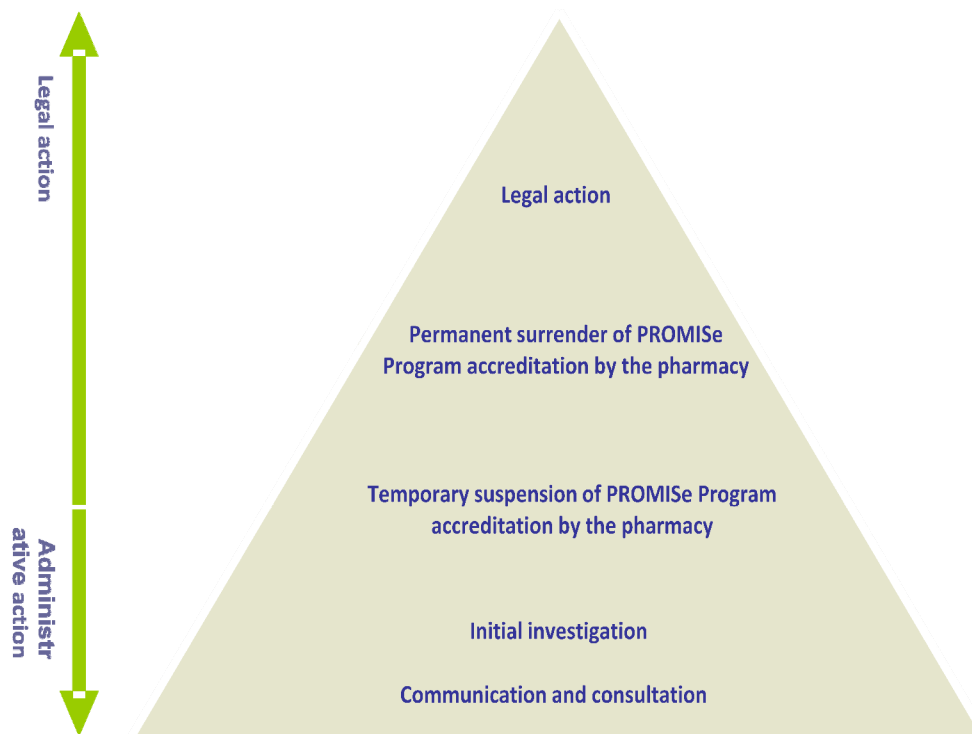 Legal action
Legal action
Permanent surrender of PROMISe
Program accreditation by the pharmacy
Temporary suspension of PROMISe Program
accreditation by the pharmacy
Administr
ative action
Initial investigation
Communication and consultation